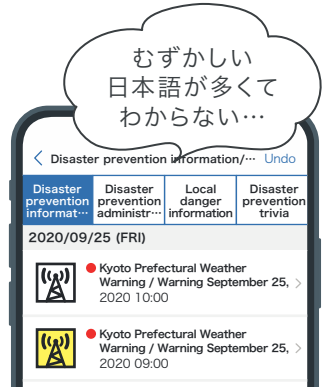 むずかしい
日本語が多くて
わからない…
< Disaster prevention information/… Undo
Disaster prevention informat…
Disaster prevention administr…
Local danger information
Disaster prevention trivia
2020/09/25 (FRI)
Kyoto Prefectural Weather
Warning / Warning September 25, >
2020 10:00
Kyoto Prefectural Weather
Warning / Warning September 25, >
2020 09:00